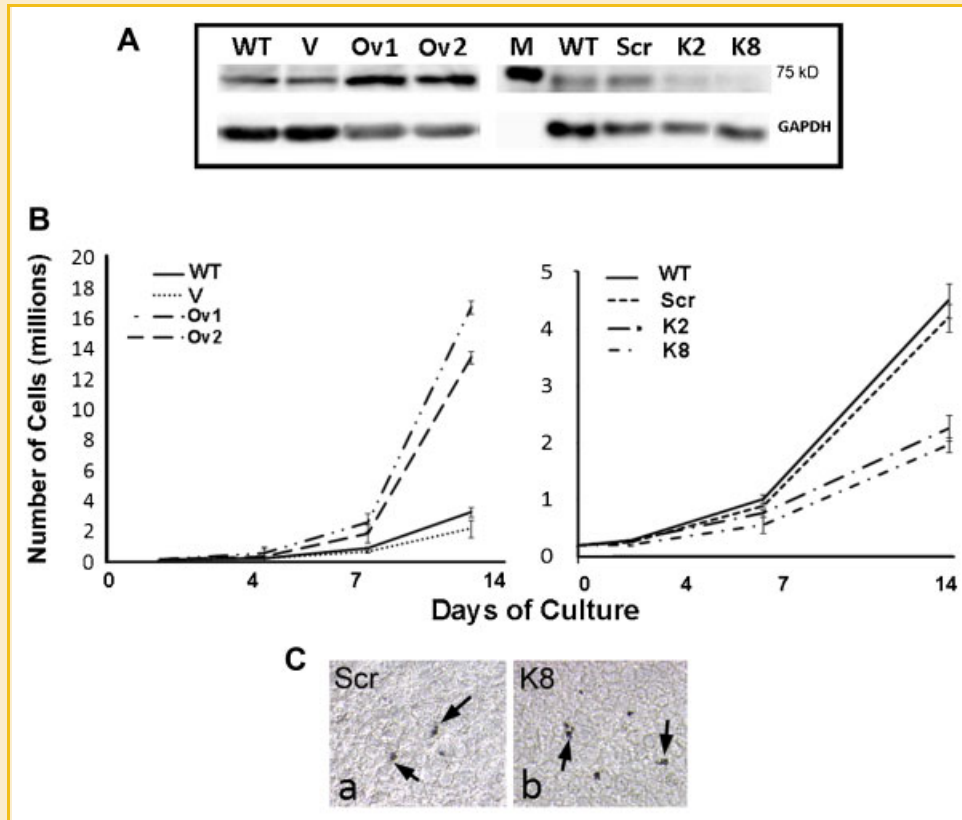 A
WT V Ov1 Ov2 M WT Scr K2 K8
75 kD
GAPDH
B
Number of Cells (millions)
20
18
16
14
12
10
8
6
4
2
0
WT
V
Ov1
Ov2
0 4 7 14
5
4
3
2
1
0
WT
Scr
K2
K8
0 4 7 14
Days of Culture
C
Scr
a
K8
b